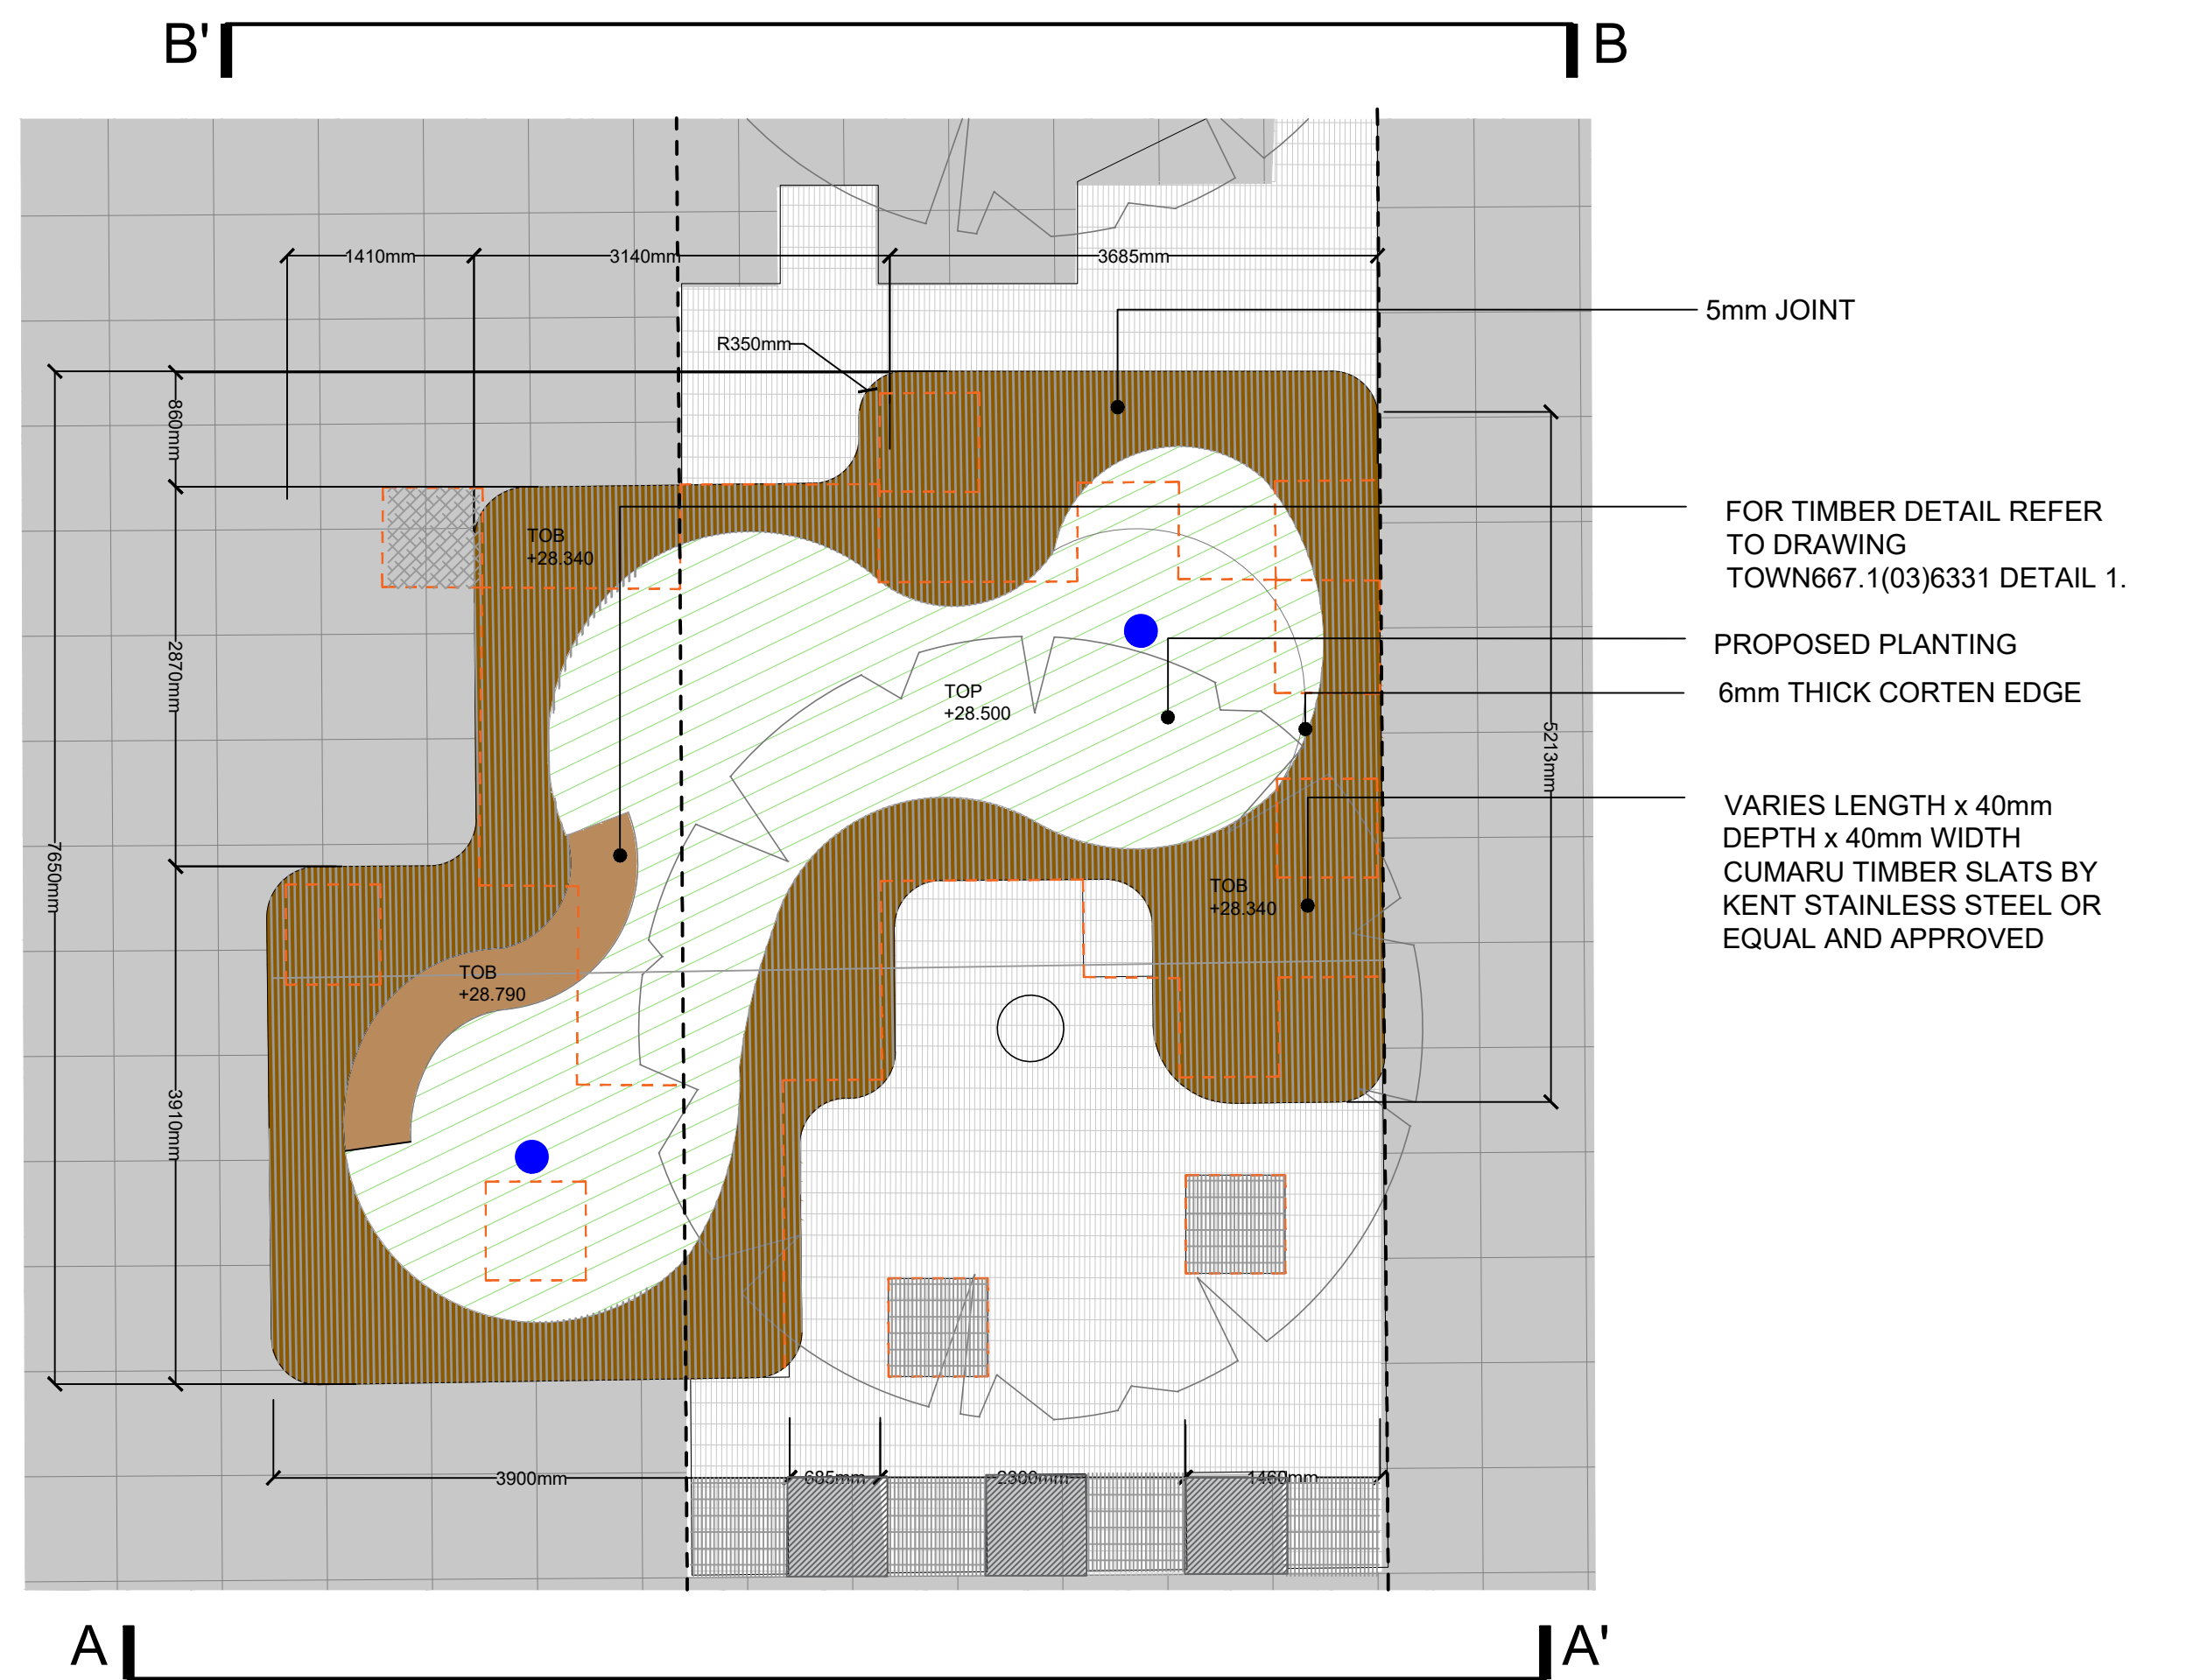 B'
B
1410mm
3140mm
3685mm
5mm JOINT
R350mm
860mm
FOR TIMBER DETAIL REFER
TO DRAWING
TOWN667.1(03)6331 DETAIL 1.
TOB
+28.340
PROPOSED PLANTING
2870mm
TOP
+28.500
6mm THICK CORTEN EDGE
5213mm
VARIES LENGTH x 40mm
DEPTH x 40mm WIDTH
CUMARU TIMBER SLATS BY
KENT STAINLESS STEEL OR
EQUAL AND APPROVED
7650mm
TOB
+28.340
TOB
+28.790
3910mm
3900mm
685mm
2300mm
1460mm
A
A'